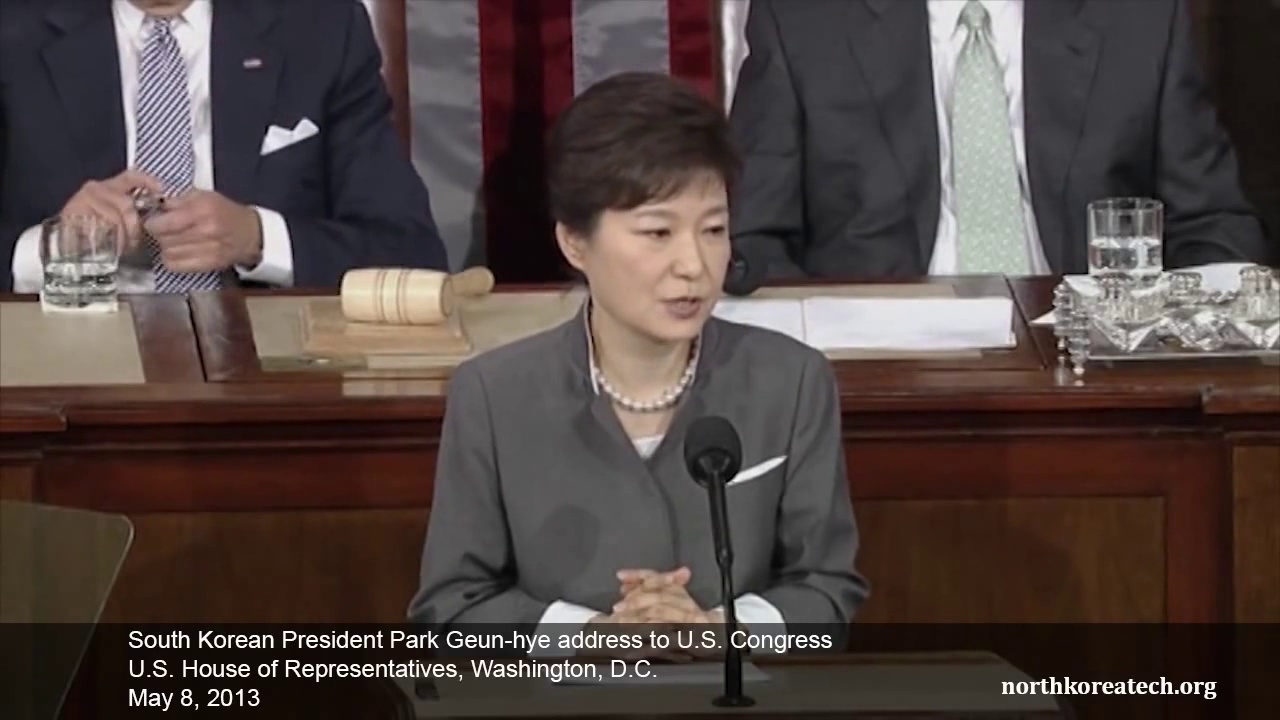 South Korean President Park Geun-hye address to U.S. Congress
U.S. House of Representatives, Washington, D.C.
May 8, 2013
northkoreatech.org